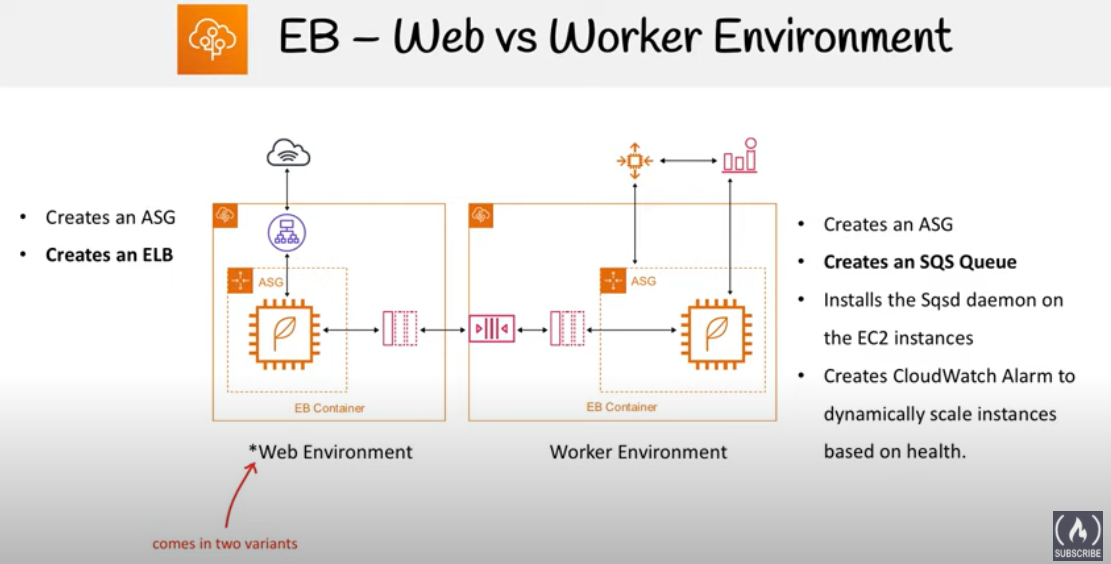 EB – Web vs Worker Environment
• Creates an ASG
• Creates an ELB
ASG
EB Container
*Web Environment
comes in two variants
ASG
EB Container
Worker Environment
• Creates an ASG
• Creates an SQS Queue
• Installs the Sqsd daemon on
the EC2 instances
• Creates CloudWatch Alarm to
dynamically scale instances
based on health.
SUBSCRIBE